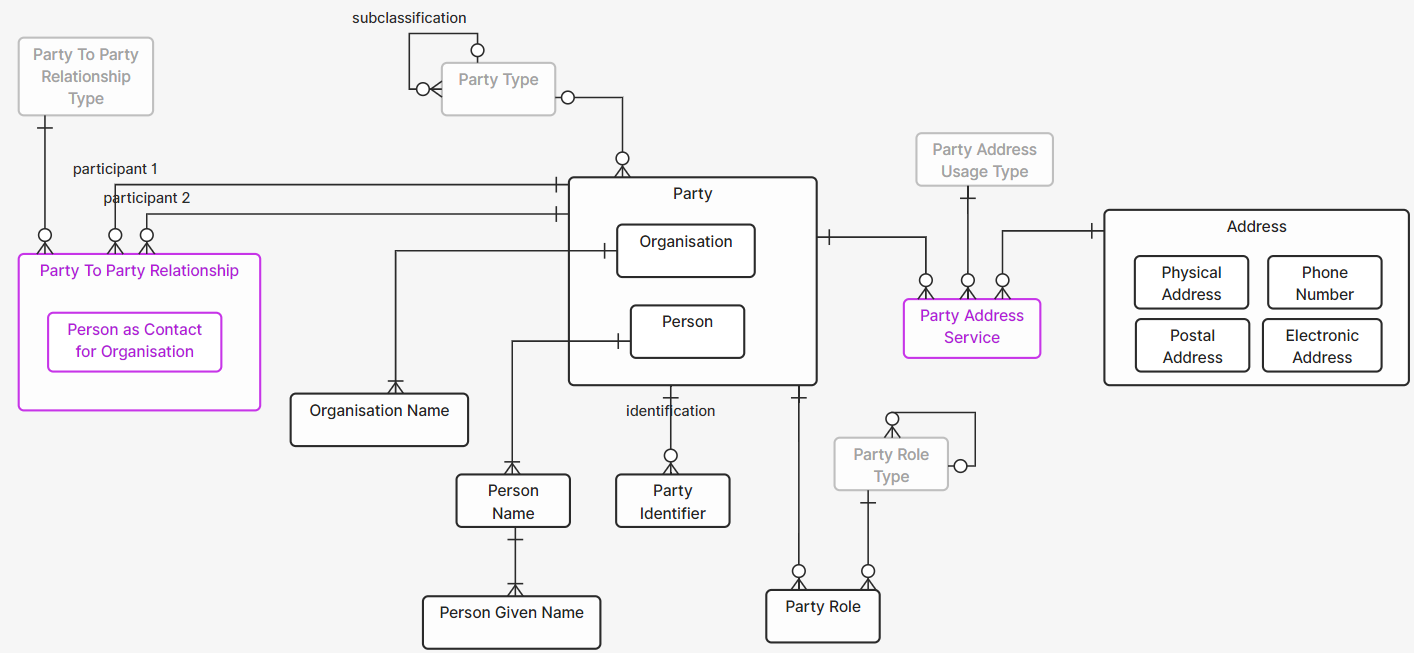 subclassification
Party To Party
Relationship
Type
Party Type
participant 1
participant 2
Party Address
Usage Type
Party
Organisation
Person
Address
Physical
Address
Phone
Number
Postal
Address
Electronic
Address
Party To Party Relationship
Person as Contact
for Organisation
Party Address
Service
Organisation Name
identification
Party Role
Type
Person
Name
Party
Identifier
Person Given Name
Party Role